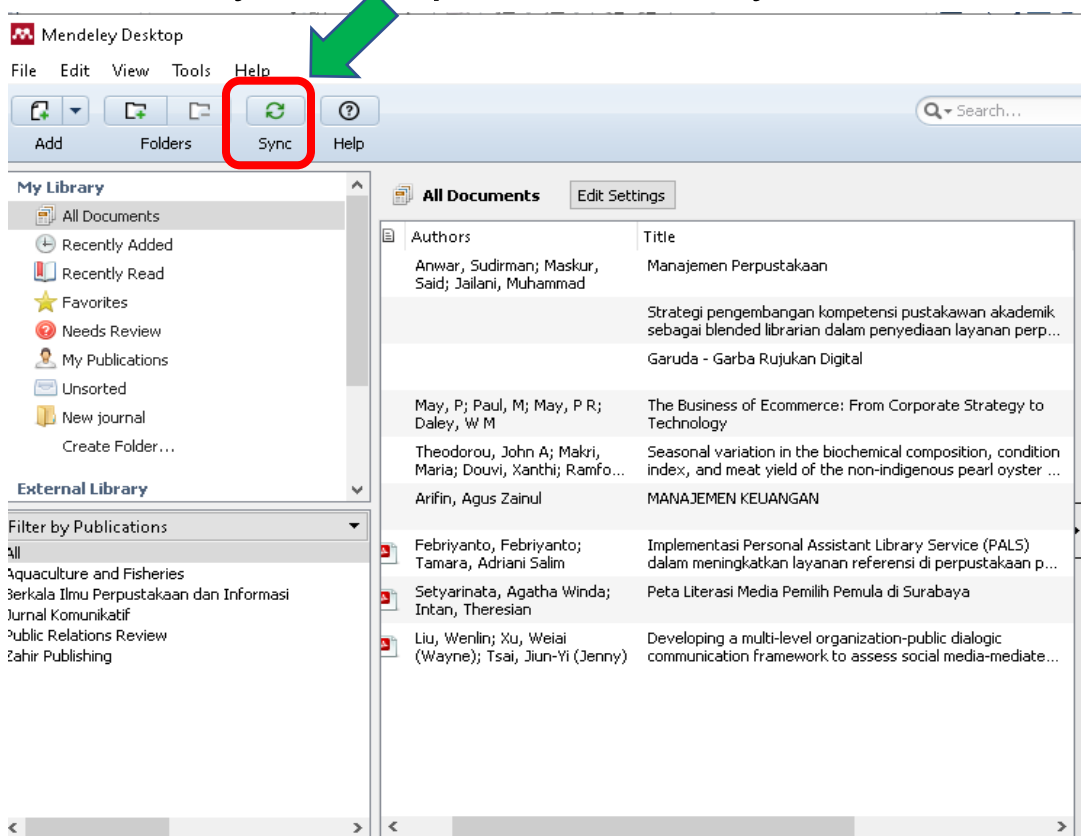 Mendeley Desktop
File Edit View Tools Help
Search...
Add Folders Sync Help
My Library
All Documents
Recently Added
Recently Read
Favorites
Needs Review
My Publications
Unsorted
New journal
Create Folder...
External Library
Filter by Publications
All
Aquaculture and Fisheries
Berkala Ilmu Perpustakaan dan Informasi
Jurnal Komunikatif
Public Relations Review
Zahir Publishing
All Documents Edit Settings
Authors Title
Anwar, Sudirman; Maskur, Manajemen Perpustakaan
Said; Jailani, Muhammad
Strategi pengembangan kompetensi pustakawan akademik
sebagai blended librarian dalam penyediaan layanan perp...
Garuda - Garba Rujukan Digital
May, P; Paul, M; May, P R; The Business of Ecommerce: From Corporate Strategy to
Daley, W M Technology
Theodorou, John A; Makri, Seasonal variation in the biochemical composition, condition
Maria; Douvi, Xanthi; Ramfo... index, and meat yield of the non-indigenous pearl oyster ...
Arifin, Agus Zainul MANAJEMEN KEUANGAN
Febriyanto, Febriyanto; Implementasi Personal Assistant Library Service (PALS)
Tamara, Adriani Salim dalam meningkatkan layanan referensi di perpustakaan p...
Setyarinata, Agatha Winda; Peta Literasi Media Pemilih Pemula di Surabaya
Intan, Theresian
Liu, Wenlin; Xu, Weiai Developing a multi-level organization-public dialogic
(Wayne); Tsai, Jiun-Yi (Jenny) communication framework to assess social media-mediate...